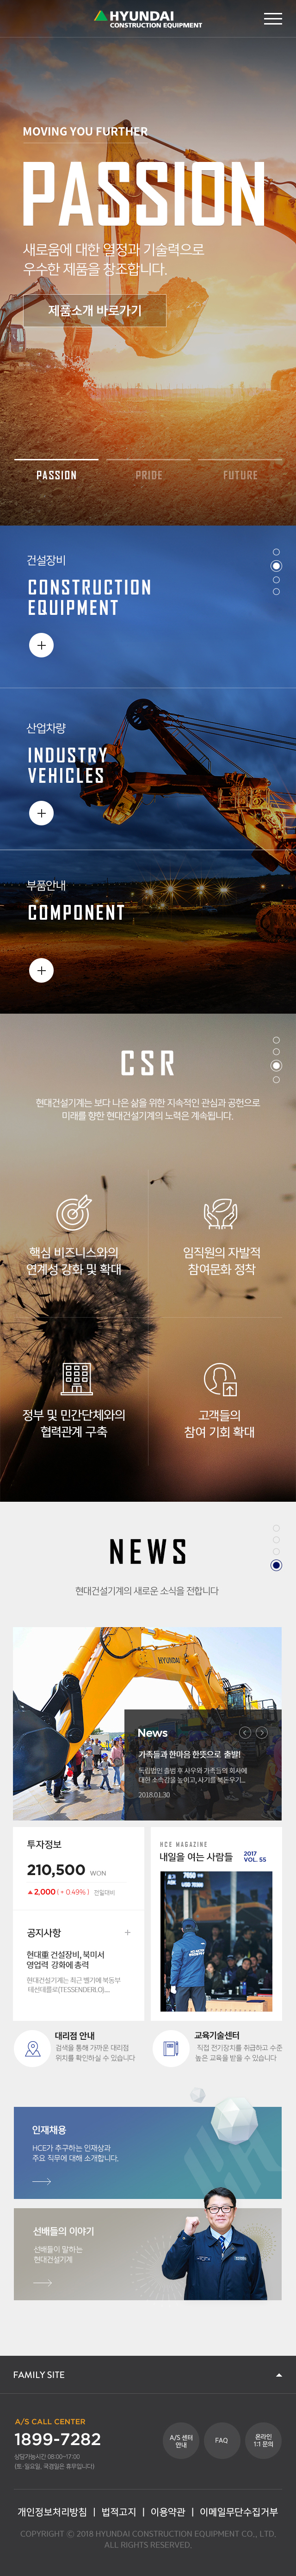 HYUNDAI
CONSTRUCTION EQUIPMENT
MOVING YOU FURTHER
PASSION
새로움에 대한 열정과 기술력으로
우수한 제품을 창조합니다.
제품소개 바로가기
PASSION PRIDE FUTURE
건설장비
CONSTRUCTION
EQUIPMENT
산업차량
INDUSTRY
VEHICLES
부품안내
COMPONENT
CSR
현대건설기계는 보다 나은 삶을 위한 지속적인 관심과 공헌으로
미래를 향한 현대건설기계의 노력은 계속됩니다.
핵심 비즈니스와의
연계성 강화 및 확대
임직원의 자발적
참여문화 정착
정부 및 민간단체와의
협력관계 구축
고객들의
참여 기회 확대
NEWS
현대건설기계의 새로운 소식을 전합니다
HYUNDAI
News
가족들과 한마음 한뜻으로 출발!
독립법인 출범 후 사우와 가족들의 회사에
대한 소속감을 높이고, 사기를 북돋우기...
2018.01.30
투자정보
210,500 WON
▲ 2,000 ( + 0.49% ) 전일대비
공지사항 +
현대重 건설장비, 북미서
영업력 강화에 총력
현대건설기계는 최근 벨기에 북동부
테선데를로(TESSENDERLO)....
HCE MAGAZINE
내일을 여는 사람들
2017
VOL. 55
대리점 안내
검색을 통해 가까운 대리점
위치를 확인하실 수 있습니다
교육기술센터
직접 전기장치를 취급하고 수준
높은 교육을 받을 수 있습니다
인재채용
HCE가 추구하는 인재상과
주요 직무에 대해 소개합니다.
선배들의 이야기
선배들이 말하는
현대건설기계
FAMILY SITE
A/S CALL CENTER
1899-7282
상담가능시간 08:00~17:00
(토·일요일, 국경일은 휴무입니다)
A/S 센터
안내
FAQ
온라인
1:1 문의
개인정보처리방침 | 법적고지 | 이용약관 | 이메일무단수집거부
COPYRIGHT © 2018 HYUNDAI CONSTRUCTION EQUIPMENT CO., LTD.
ALL RIGHTS RESERVED.